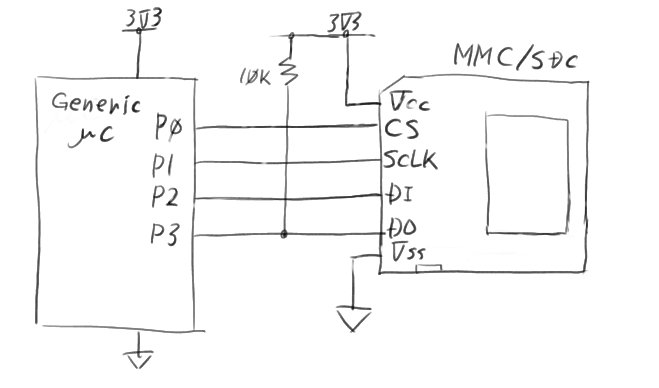 3V3
3V3
MMC/SDC
10K
Generic
μC
Vcc
P0
CS
P1
SCLK
P2
DI
P3
DO
Vss